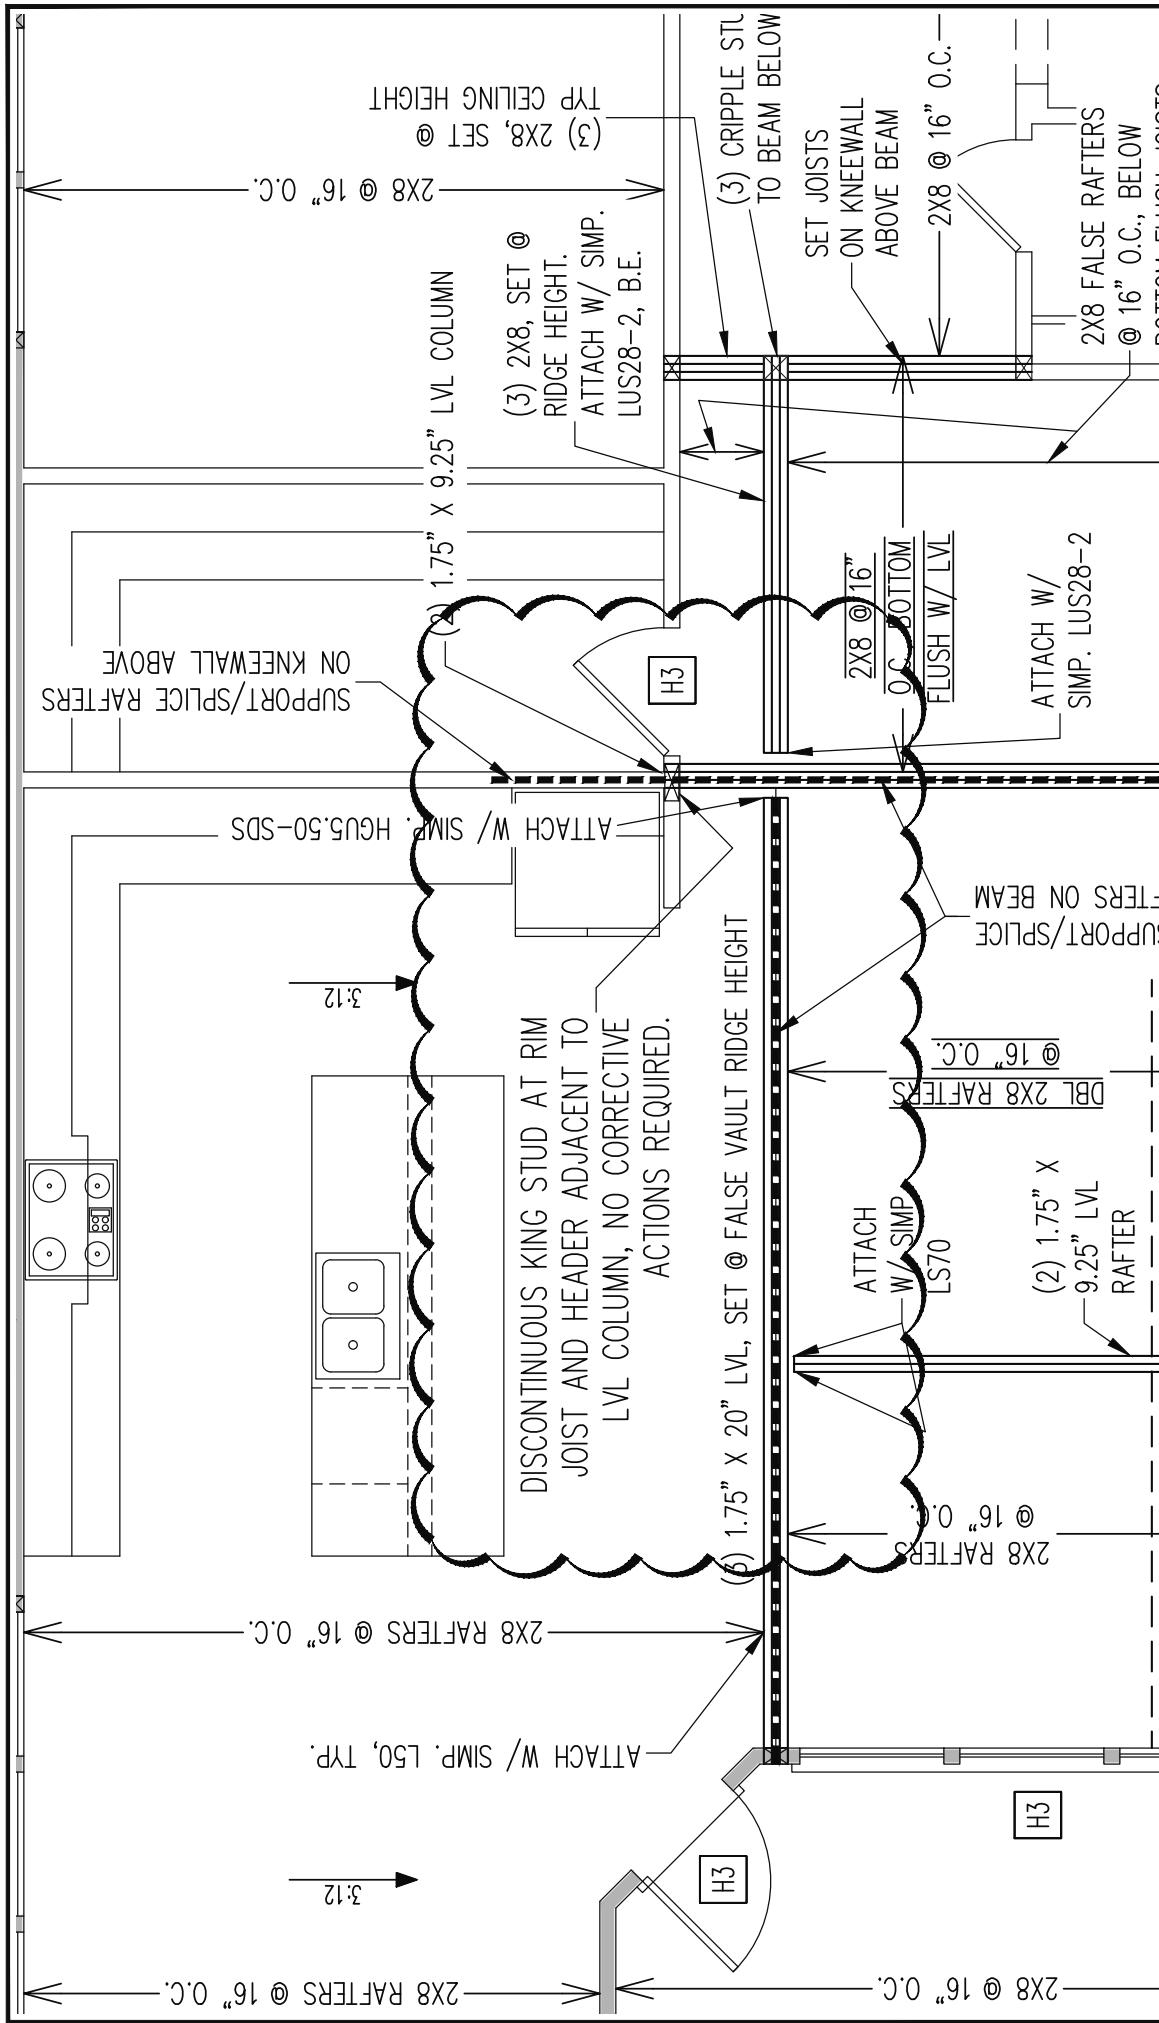 (3) 2X8, SET @
TYP CEILING HEIGHT
2X8 @ 16" O.C.
(3) CRIPPLE
TO BEAM BELOW
SET JOISTS
ON KNEEWALL
ABOVE BEAM
2X8 @ 16" O.C.
2X8 FALSE RAFTERS
@ 16" O.C., BELOW
(3) 2X8, SET @
RIDGE HEIGHT.
ATTACH W/ SIMP.
LUS28-2, B.E.
(2) 1.75" X 9.25" LVL COLUMN
SUPPORT/SPLICE RAFTERS
ON KNEEWALL ABOVE
H3
2X8 @ 16"
O.C. BOTTOM
FLUSH W/ LVL
ATTACH W/
SIMP. LUS28-2
ATTACH W/ SIMP. HGU5.50-SDS
SUPPORT/SPLICE
ON BEAM
3:12
DISCONTINUOUS KING STUD AT RIM
JOIST AND HEADER ADJACENT TO
LVL COLUMN, NO CORRECTIVE
ACTIONS REQUIRED.
(3) 1.75" X 20" LVL, SET @ FALSE VAULT RIDGE HEIGHT
DBL 2X8 RAFTERS
@ 16" O.C.
ATTACH
W/ SIMP
LS70
(2) 1.75" X
9.25" LVL
RAFTER
2X8 RAFTERS
@ 16" O.C.
2X8 RAFTERS @ 16" O.C.
ATTACH W/ SIMP. L50, TYP.
3:12
H3
H3
2X8 RAFTERS @ 16" O.C.
2X8 @ 16" O.C.